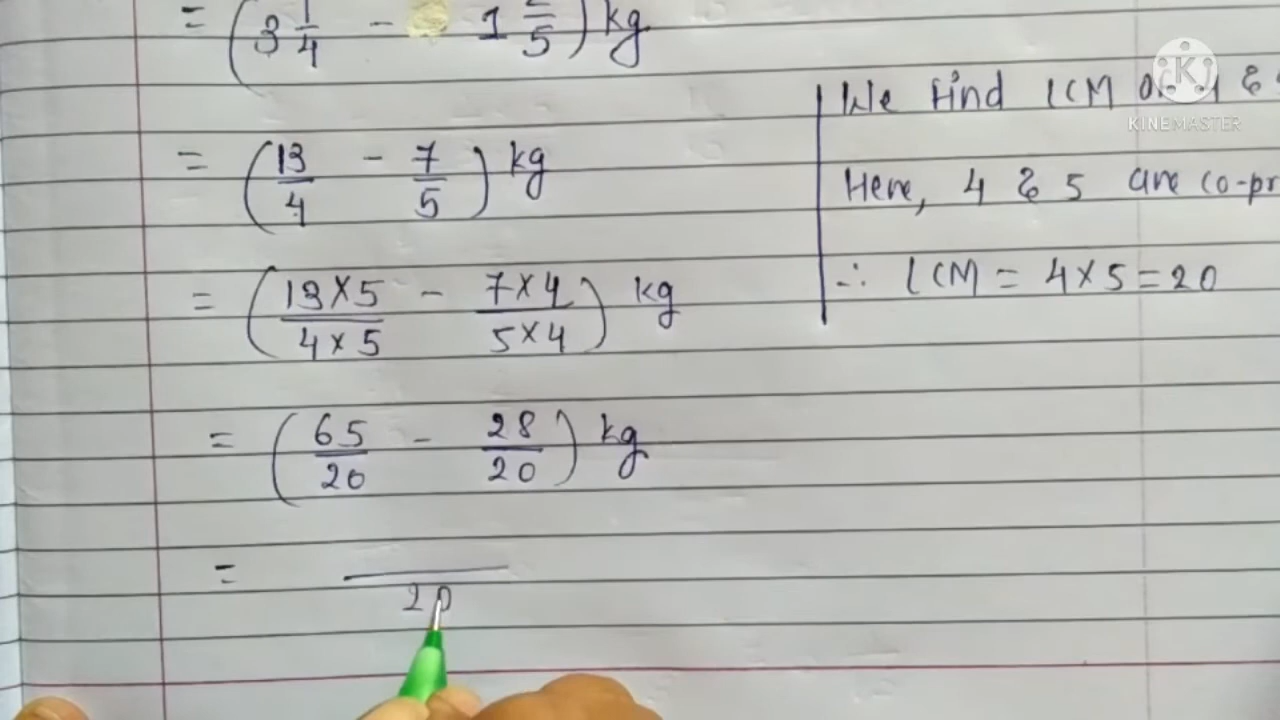 = (3 1/4 - 1 2/5) kg
= (13/4 - 7/5) kg
= (13×5/4×5 - 7×4/5×4) kg
= (65/20 - 28/20) kg
= /20
We find LCM of 4 &
Here, 4 & 5 are co-pr
∴ LCM = 4×5=20
K
KINEMASTER